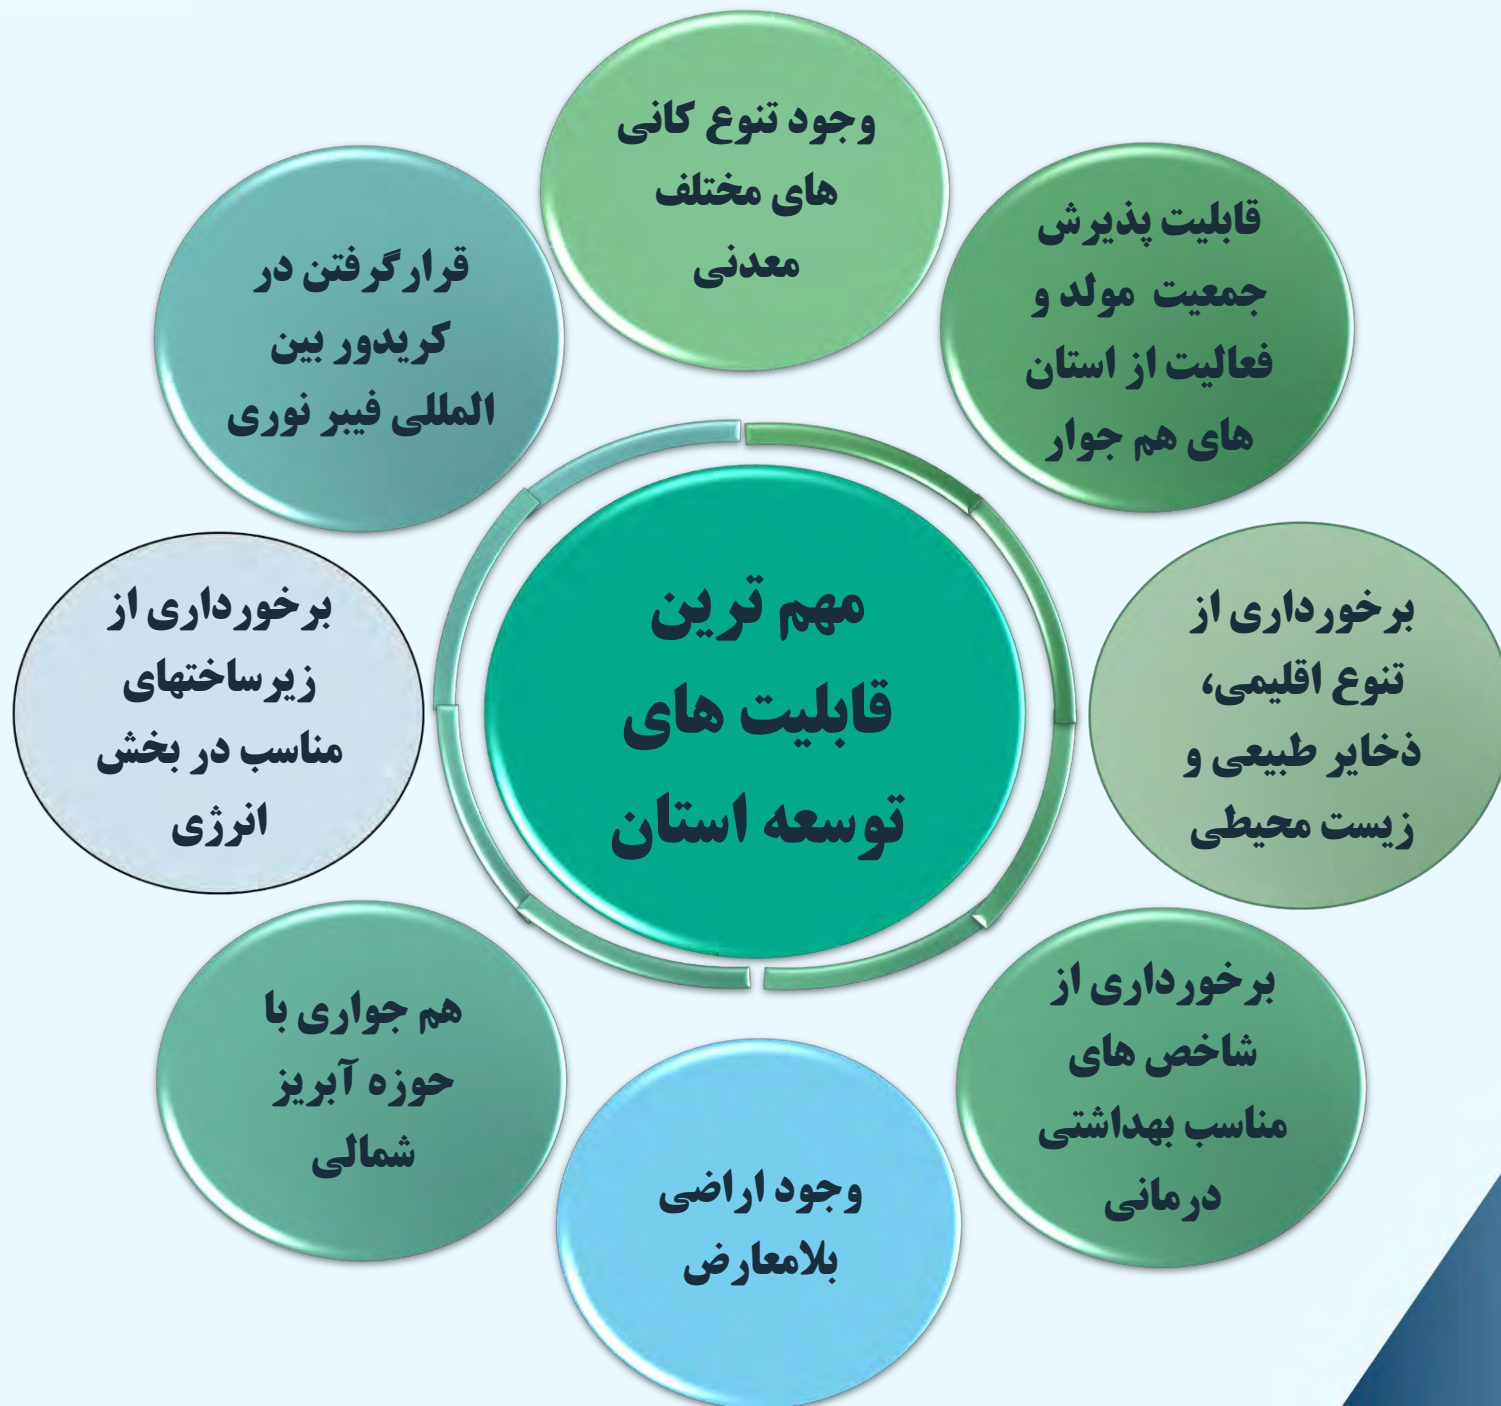 وجود تنوع کانی
های مختلف
معدنی
قابلیت پذیرش
جمعیت مولد و
فعالیت از استان
های هم جوار
برخورداری از
تنوع اقلیمی،
ذخایر طبیعی و
زیست محیطی
برخورداری از
شاخص های
مناسب بهداشتی
درمانی
وجود اراضی
بلامعارض
هم جواری با
حوزه آبریز
شمالی
برخورداری از
زیرساختهای
مناسب در بخش
انرژی
قرارگرفتن در
کریدور بین
المللی فیبر نوری
مهم ترین
قابلیت های
توسعه استان